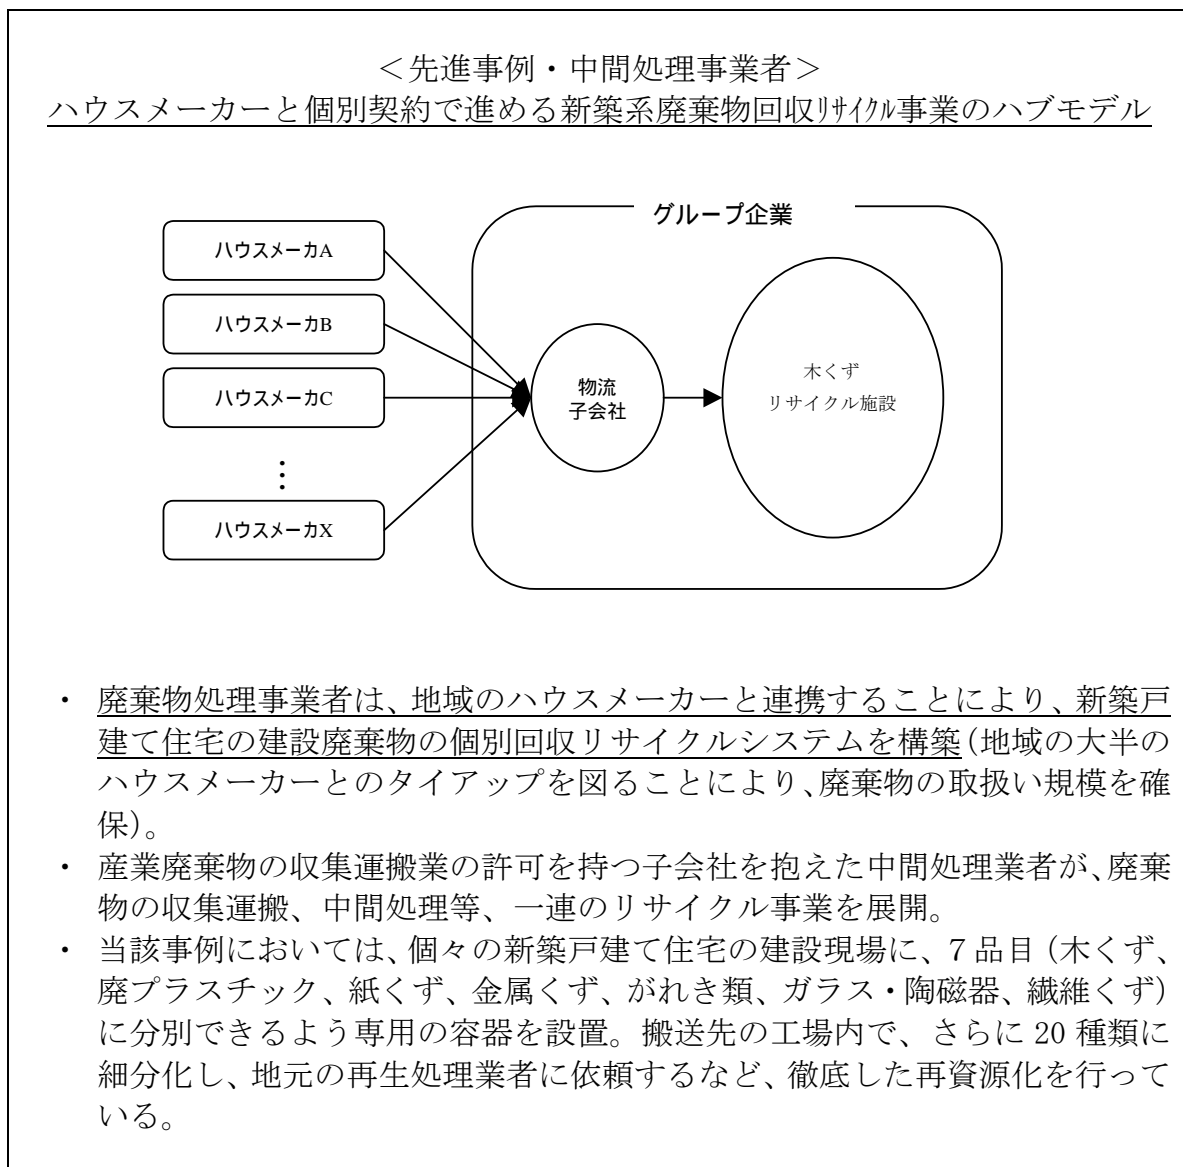 ＜先進事例・中間処理事業者＞
ハウスメーカーと個別契約で進める新築系廃棄物回収ﾘｻｲｸﾙ事業のハブモデル
グループ企業
ハウスメーカA
ハウスメーカB
ハウスメーカC
⋮
ハウスメーカX
物流
子会社
木くず
リサイクル施設
・ 廃棄物処理事業者は、地域のハウスメーカーと連携することにより、新築戸
建て住宅の建設廃棄物の個別回収リサイクルシステムを構築（地域の大半の
ハウスメーカーとのタイアップを図ることにより、廃棄物の取扱い規模を確
保）。
・ 産業廃棄物の収集運搬業の許可を持つ子会社を抱えた中間処理業者が、廃棄
物の収集運搬、中間処理等、一連のリサイクル事業を展開。
・ 当該事例においては、個々の新築戸建て住宅の建設現場に、７品目（木くず、
廃プラスチック、紙くず、金属くず、がれき類、ガラス・陶磁器、繊維くず）
に分別できるよう専用の容器を設置。搬送先の工場内で、さらに 20 種類に
細分化し、地元の再生処理業者に依頼するなど、徹底した再資源化を行って
いる。